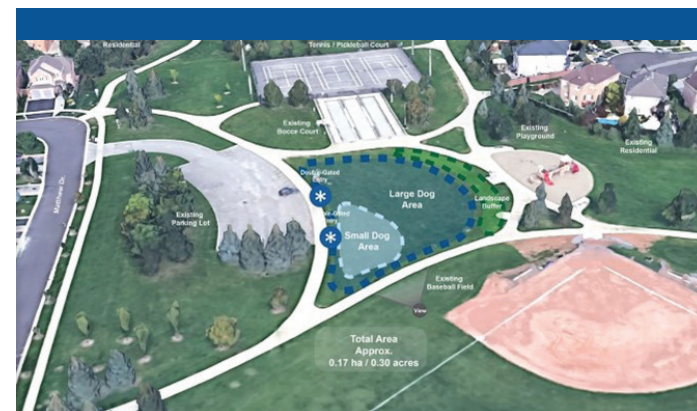 Residential
Tennis / Pickleball Court
Existing
Bocce Court
Existing
Playground
Existing
Residential
Matthew Dr.
Existing
Parking Lot
Double-Gated
Entry
Large Dog
Area
Landscape
Buffer
Small Dog
Area
Existing
Baseball Field
View
Total Area
Approx.
0.17 ha / 0.30 acres